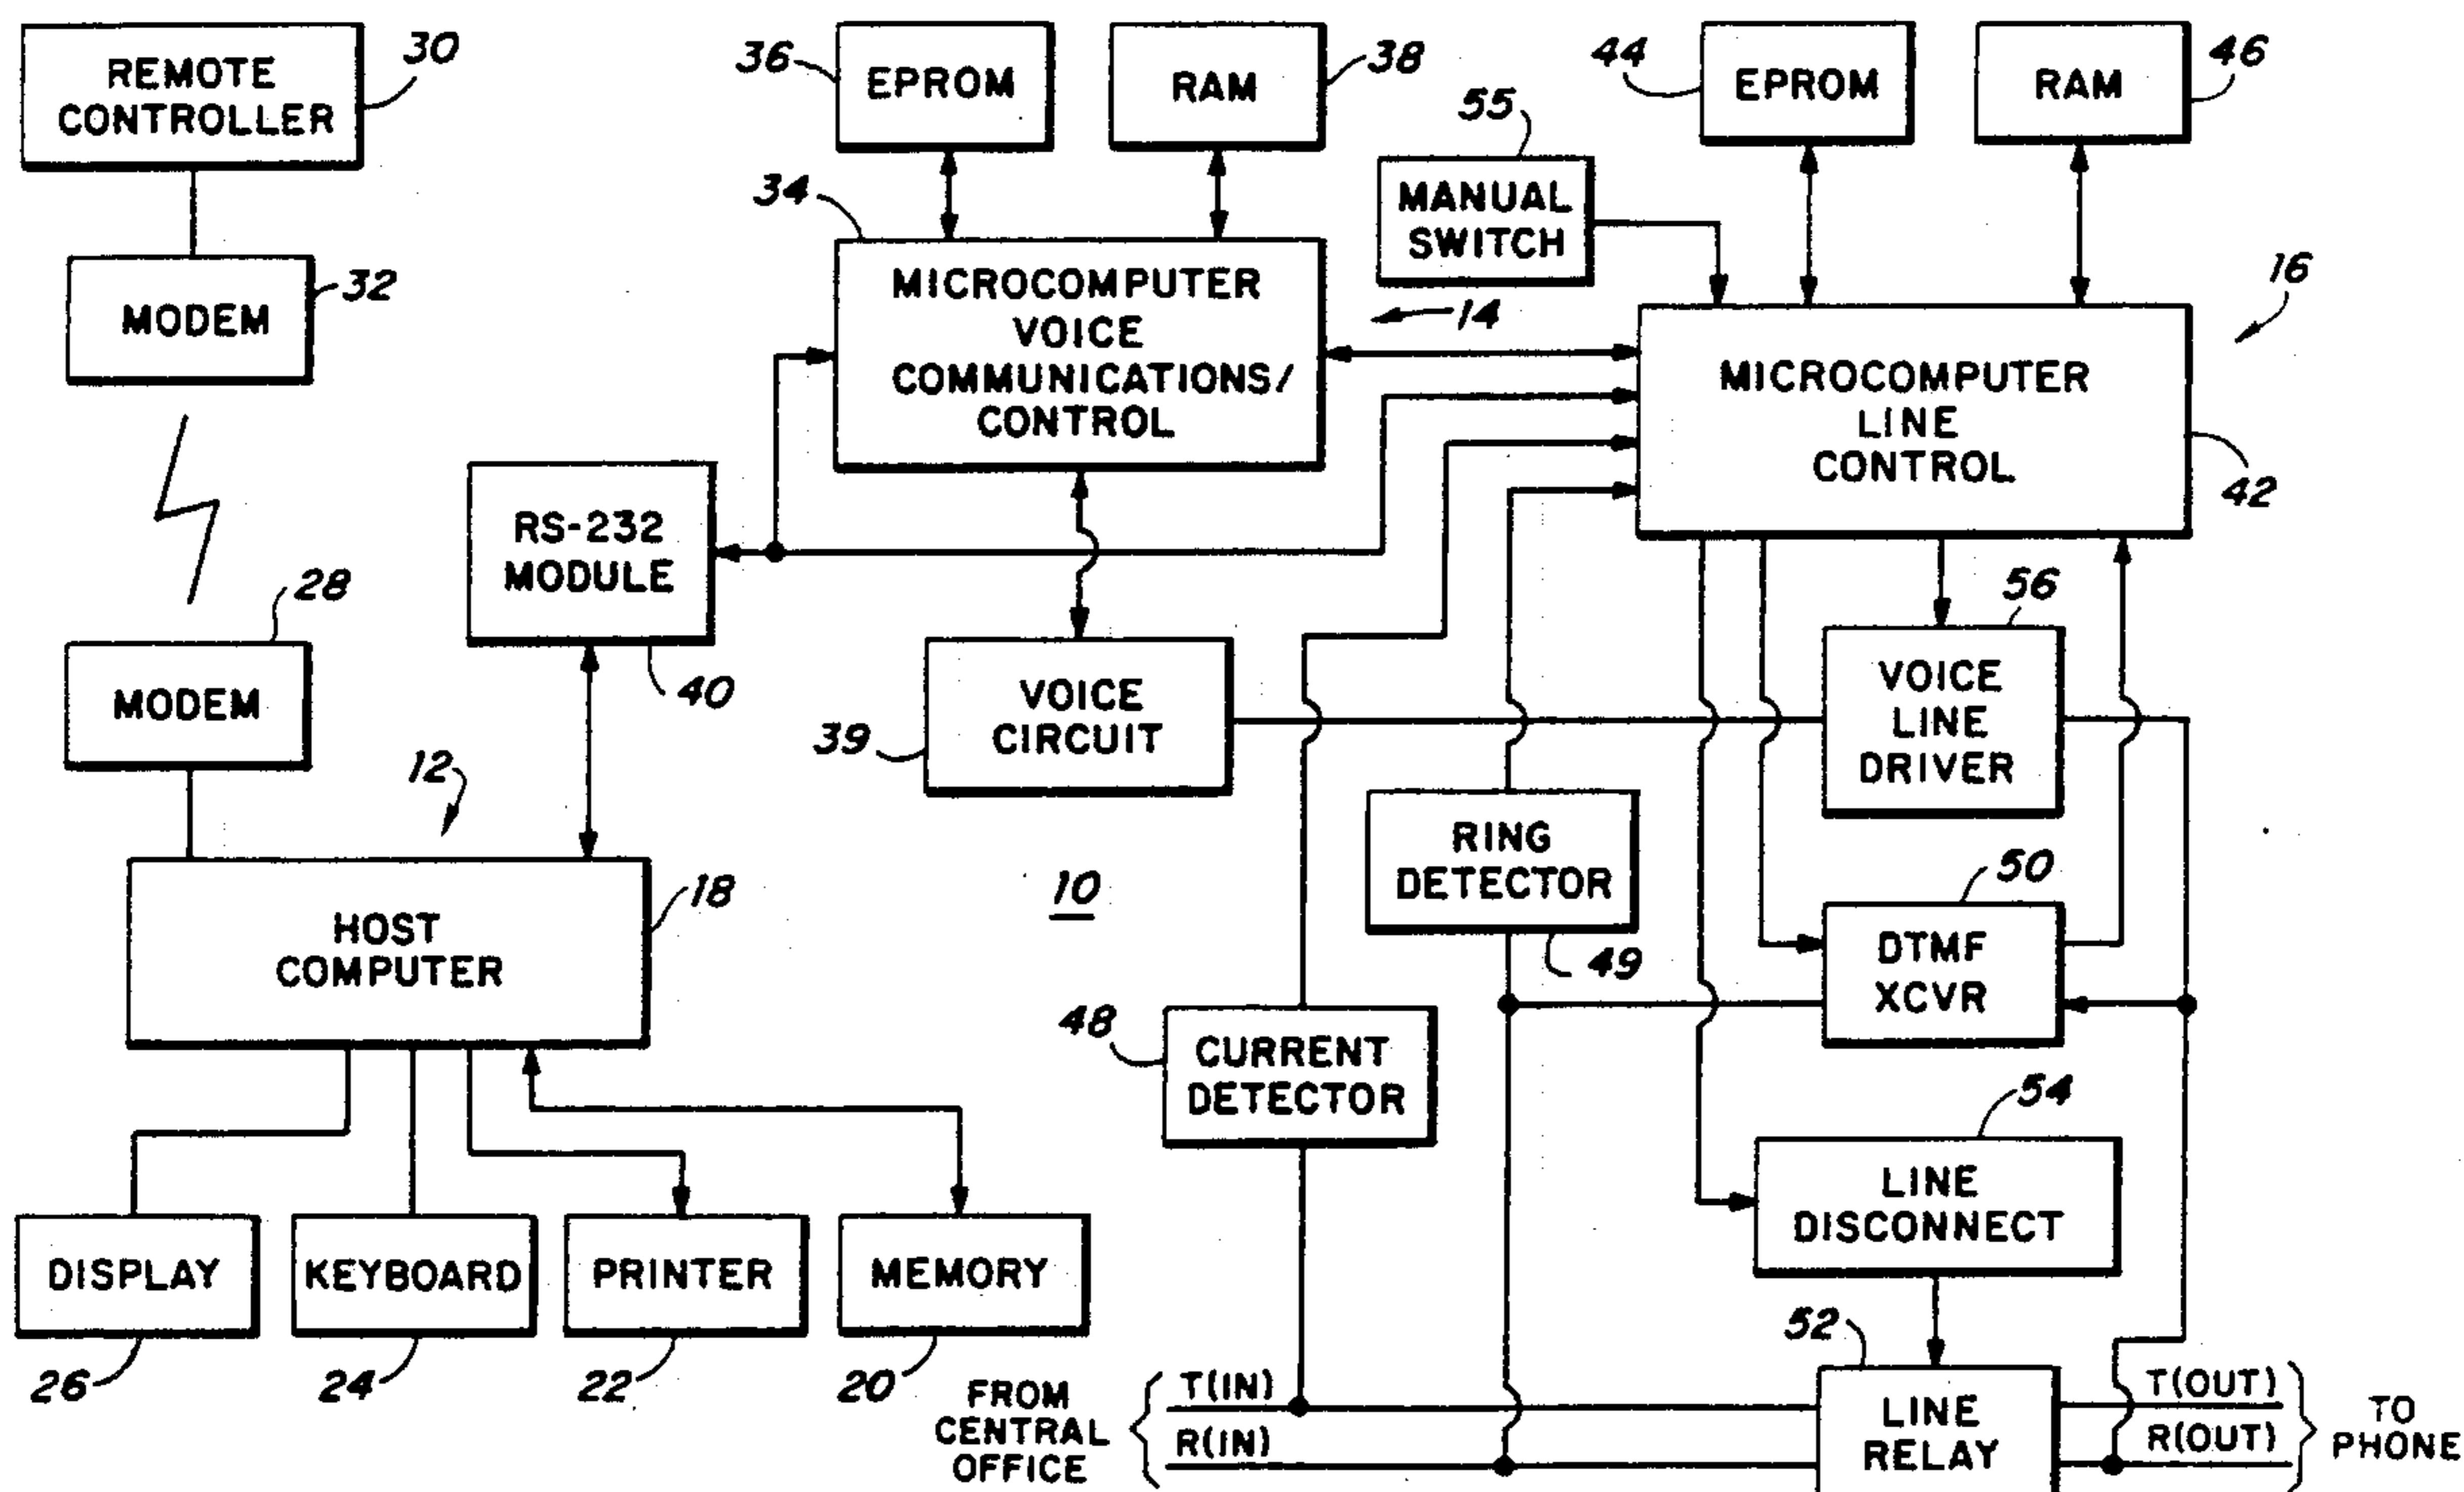 REMOTE
CONTROLLER
30
36
EPROM
RAM
38
44
EPROM
RAM
46
55
MANUAL
SWITCH
MODEM
32
34
MICROCOMPUTER
VOICE
COMMUNICATIONS/
CONTROL
14
16
MICROCOMPUTER
LINE
CONTROL
42
RS-232
MODULE
40
28
MODEM
VOICE
CIRCUIT
39
56
VOICE
LINE
DRIVER
12
HOST
COMPUTER
18
10
RING
DETECTOR
49
50
DTMF
XCVR
48
CURRENT
DETECTOR
54
LINE
DISCONNECT
DISPLAY
KEYBOARD
PRINTER
MEMORY
26
24
22
20
FROM
CENTRAL
OFFICE
T(IN)
R(IN)
52
LINE
RELAY
T(OUT)
R(OUT)
TO
PHONE